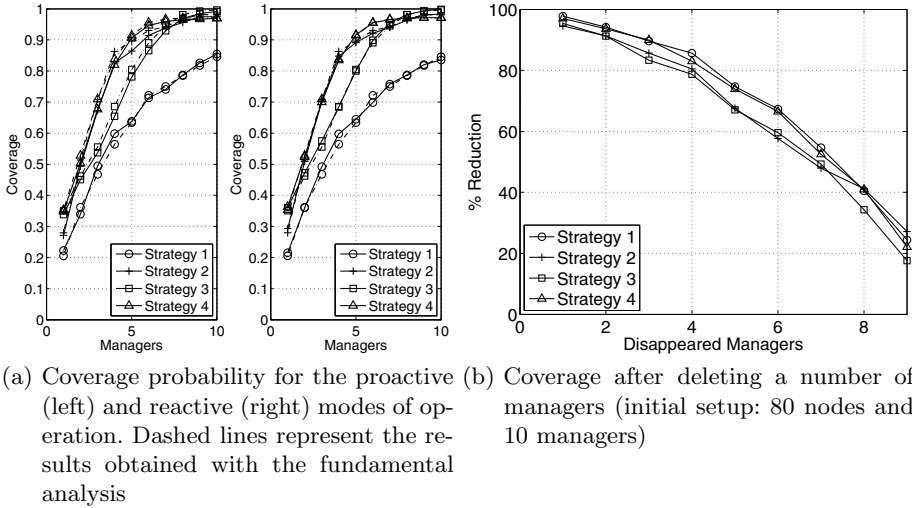 1
0.9
0.8
0.7
0.6
0.5
0.4
0.3
0.2
0.1
0
Coverage
0 5 10
Managers
Strategy 1
Strategy 2
Strategy 3
Strategy 4
1
0.9
0.8
0.7
0.6
0.5
0.4
0.3
0.2
0.1
0
Coverage
0 5 10
Managers
Strategy 1
Strategy 2
Strategy 3
Strategy 4
100
80
60
40
20
0
% Reduction
0 2 4 6 8
Disappeared Managers
Strategy 1
Strategy 2
Strategy 3
Strategy 4
(a) Coverage probability for the proactive
(left) and reactive (right) modes of op-
eration. Dashed lines represent the re-
sults obtained with the fundamental
analysis
(b) Coverage after deleting a number of
managers (initial setup: 80 nodes and
10 managers)